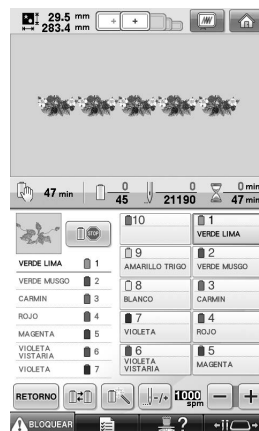 29.5 mm
283.4 mm
47 min
0
45
0
21190
0 min
47 min
STOP
VERDE LIMA 1
VERDE MUSGO 2
CARMIN 3
ROJO 4
MAGENTA 5
VIOLETA VISTARIA 6
VIOLETA 7
10
9
AMARILLO TRIGO
8
BLANCO
7
VIOLETA
6
VIOLETA VISTARIA
1
VERDE LIMA
2
VERDE MUSGO
3
CARMIN
4
ROJO
5
MAGENTA
RETORNO
-/+
1000 spm
-
+
BLOQUEAR
?